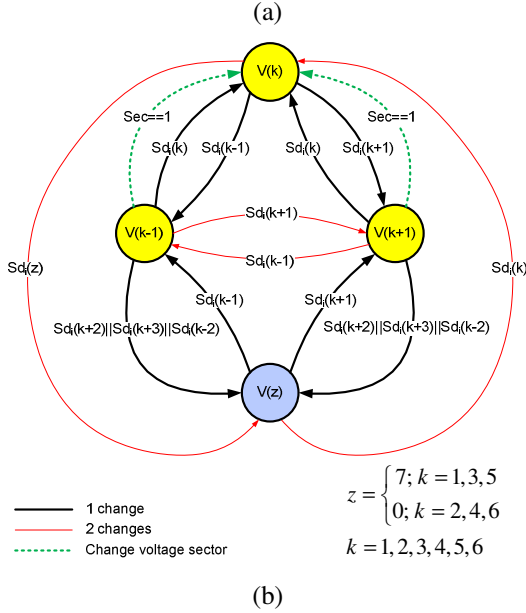 (a)
V(k)
Sec==1
Sec==1
Sdi(k)
Sdi(k-1)
Sdi(k)
Sdi(k+1)
V(k-1)
Sdi(k+1)
V(k+1)
Sdi(k-1)
Sdi(z)
Sdi(k)
Sdi(k-1)
Sdi(k+1)
Sdi(k+2)||Sdi(k+3)||Sdi(k-2)
Sdi(k+2)||Sdi(k+3)||Sdi(k-2)
V(z)
z = { 7; k = 1,3,5
0; k = 2,4,6
k = 1,2,3,4,5,6
1 change
2 changes
Change voltage sector
(b)